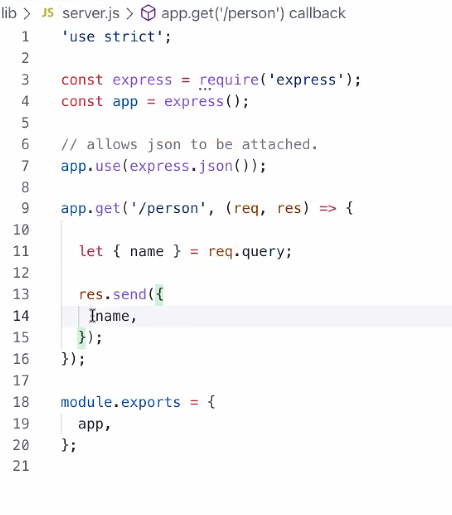 lib > JS server.js > app.get('/person') callback
1 'use strict';
2
3 const express = require('express');
4 const app = express();
5
6 // allows json to be attached.
7 app.use(express.json());
8
9 app.get('/person', (req, res) => {
10
11 let { name } = req.query;
12
13 res.send({
14 name,
15 });
16 });
17
18 module.exports = {
19 app,
20 };
21